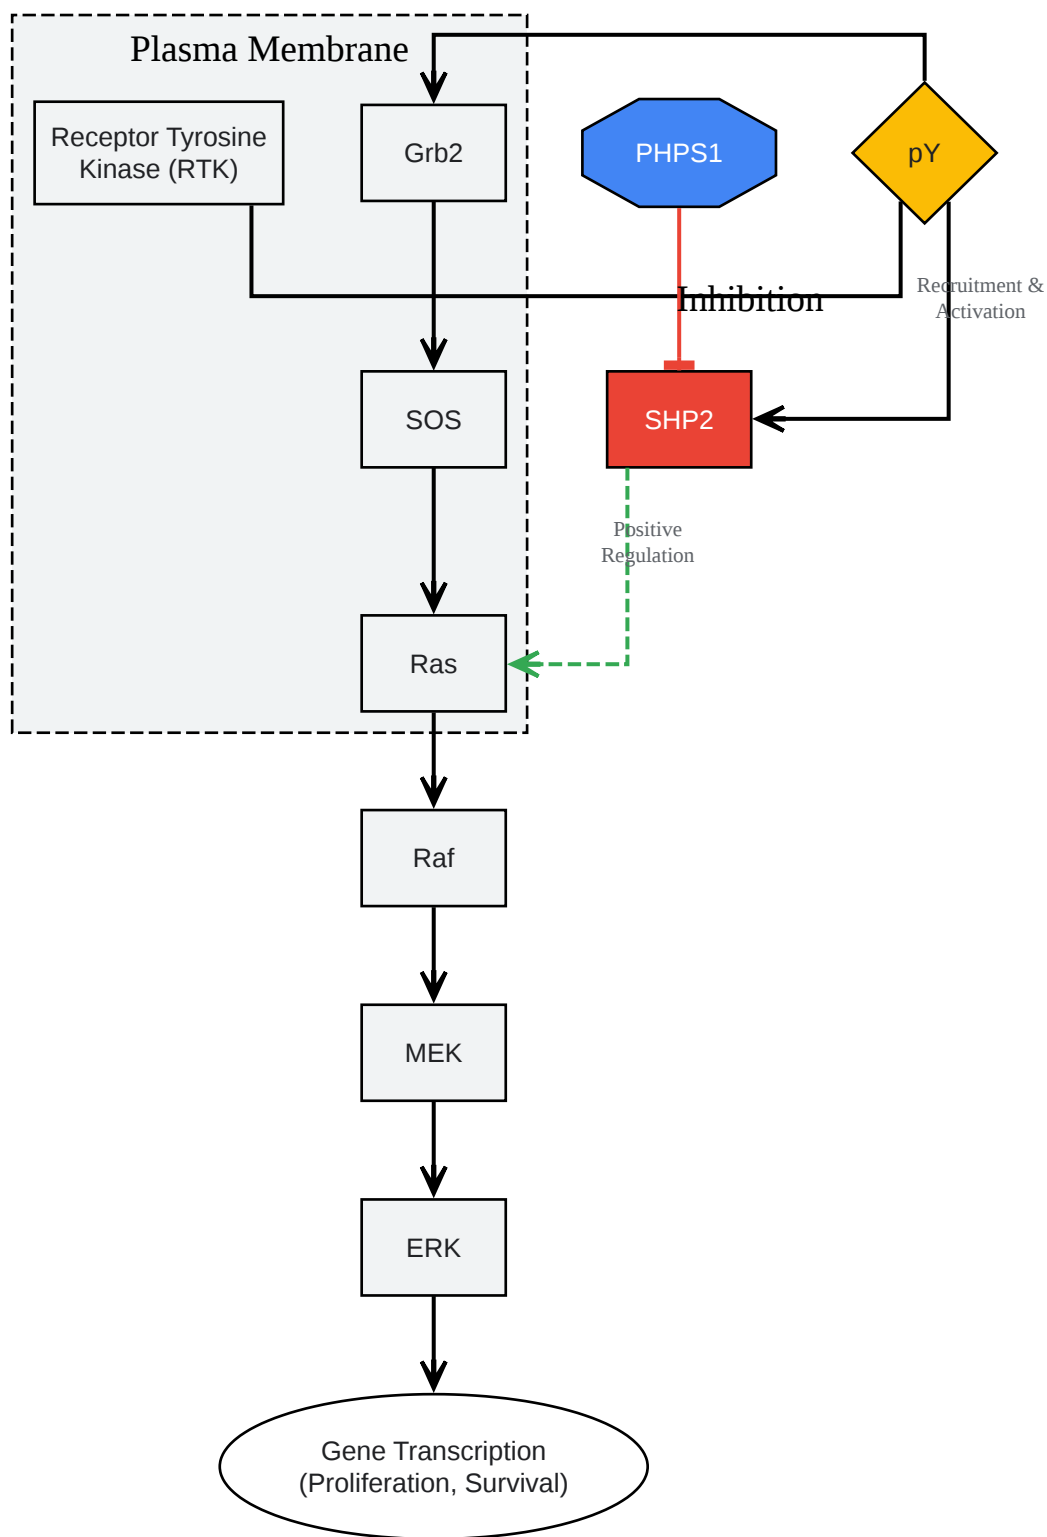 Plasma Membrane
Receptor Tyrosine
Kinase (RTK)
Grb2
PHPS1
pY
Inhibition
Recruitment &
Activation
SOS
SHP2
Positive
Regulation
Ras
Raf
MEK
ERK
Gene Transcription
(Proliferation, Survival)